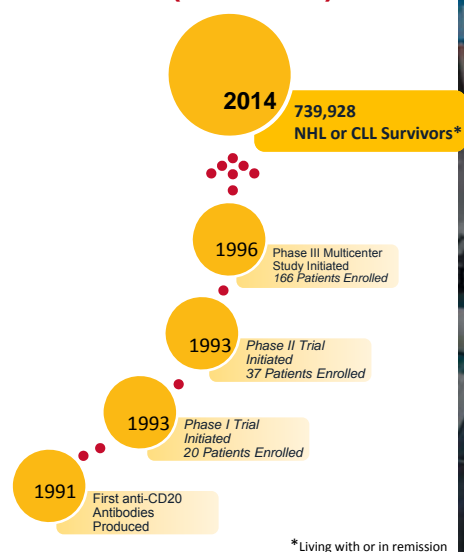 2014
739,928
NHL or CLL Survivors*
1996
Phase III Multicenter
Study Initiated
166 Patients Enrolled
1993
Phase II Trial
Initiated
37 Patients Enrolled
1993
Phase I Trial
Initiated
20 Patients Enrolled
1991
First anti-CD20
Antibodies
Produced
*Living with or in remission